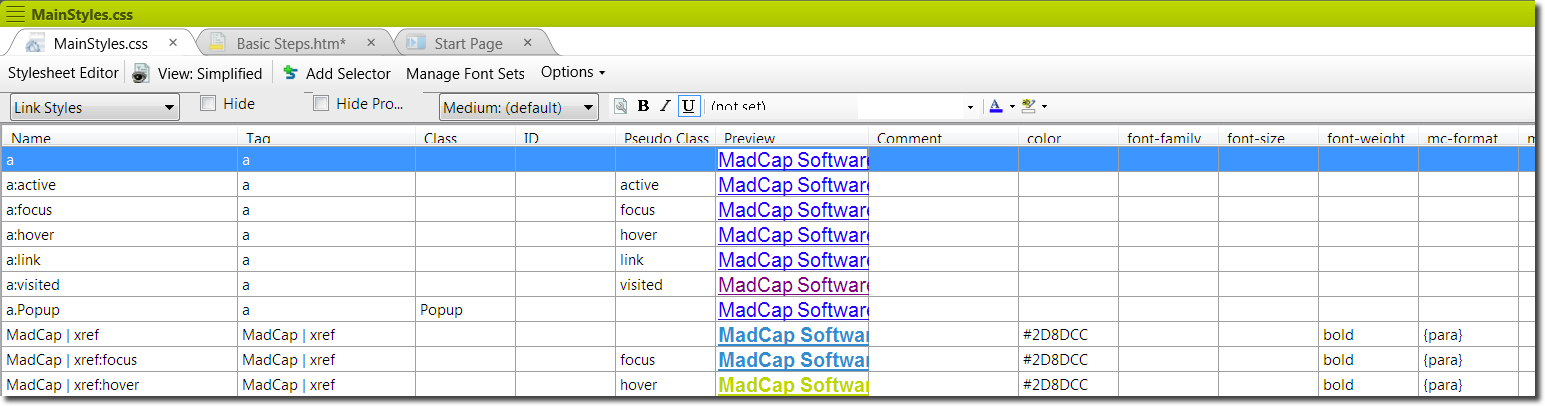 MainStyles.css
MainStyles.css Basic Steps.htm* Start Page
Stylesheet Editor View: Simplified Add Selector Manage Font Sets Options
Link Styles Hide Hide Pro... Medium: (default) B I U (not set) A
Name Tag Class ID Pseudo Class Preview Comment color font-family font-size font-weight mc-format
a a MadCap Software
a:active a active MadCap Software
a:focus a focus MadCap Software
a:hover a hover MadCap Software
a:link a link MadCap Software
a:visited a visited MadCap Software
a.Popup a Popup MadCap Software
MadCap | xref MadCap | xref MadCap Softwar #2D8DCC bold {para}
MadCap | xref:focus MadCap | xref focus MadCap Softwar #2D8DCC bold {para}
MadCap | xref:hover MadCap | xref hover MadCap Softwar #2D8DCC bold {para}